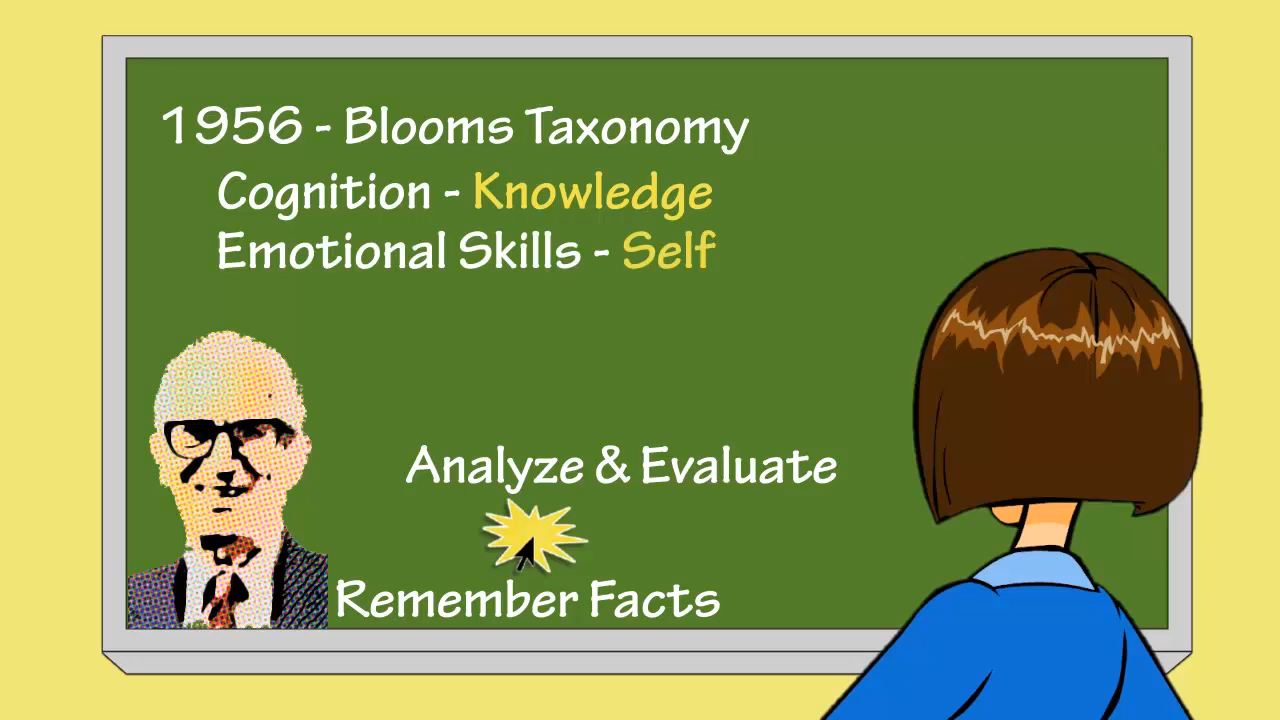 1956 - Blooms Taxonomy
Cognition - Knowledge
Emotional Skills - Self
Analyze & Evaluate
Remember Facts